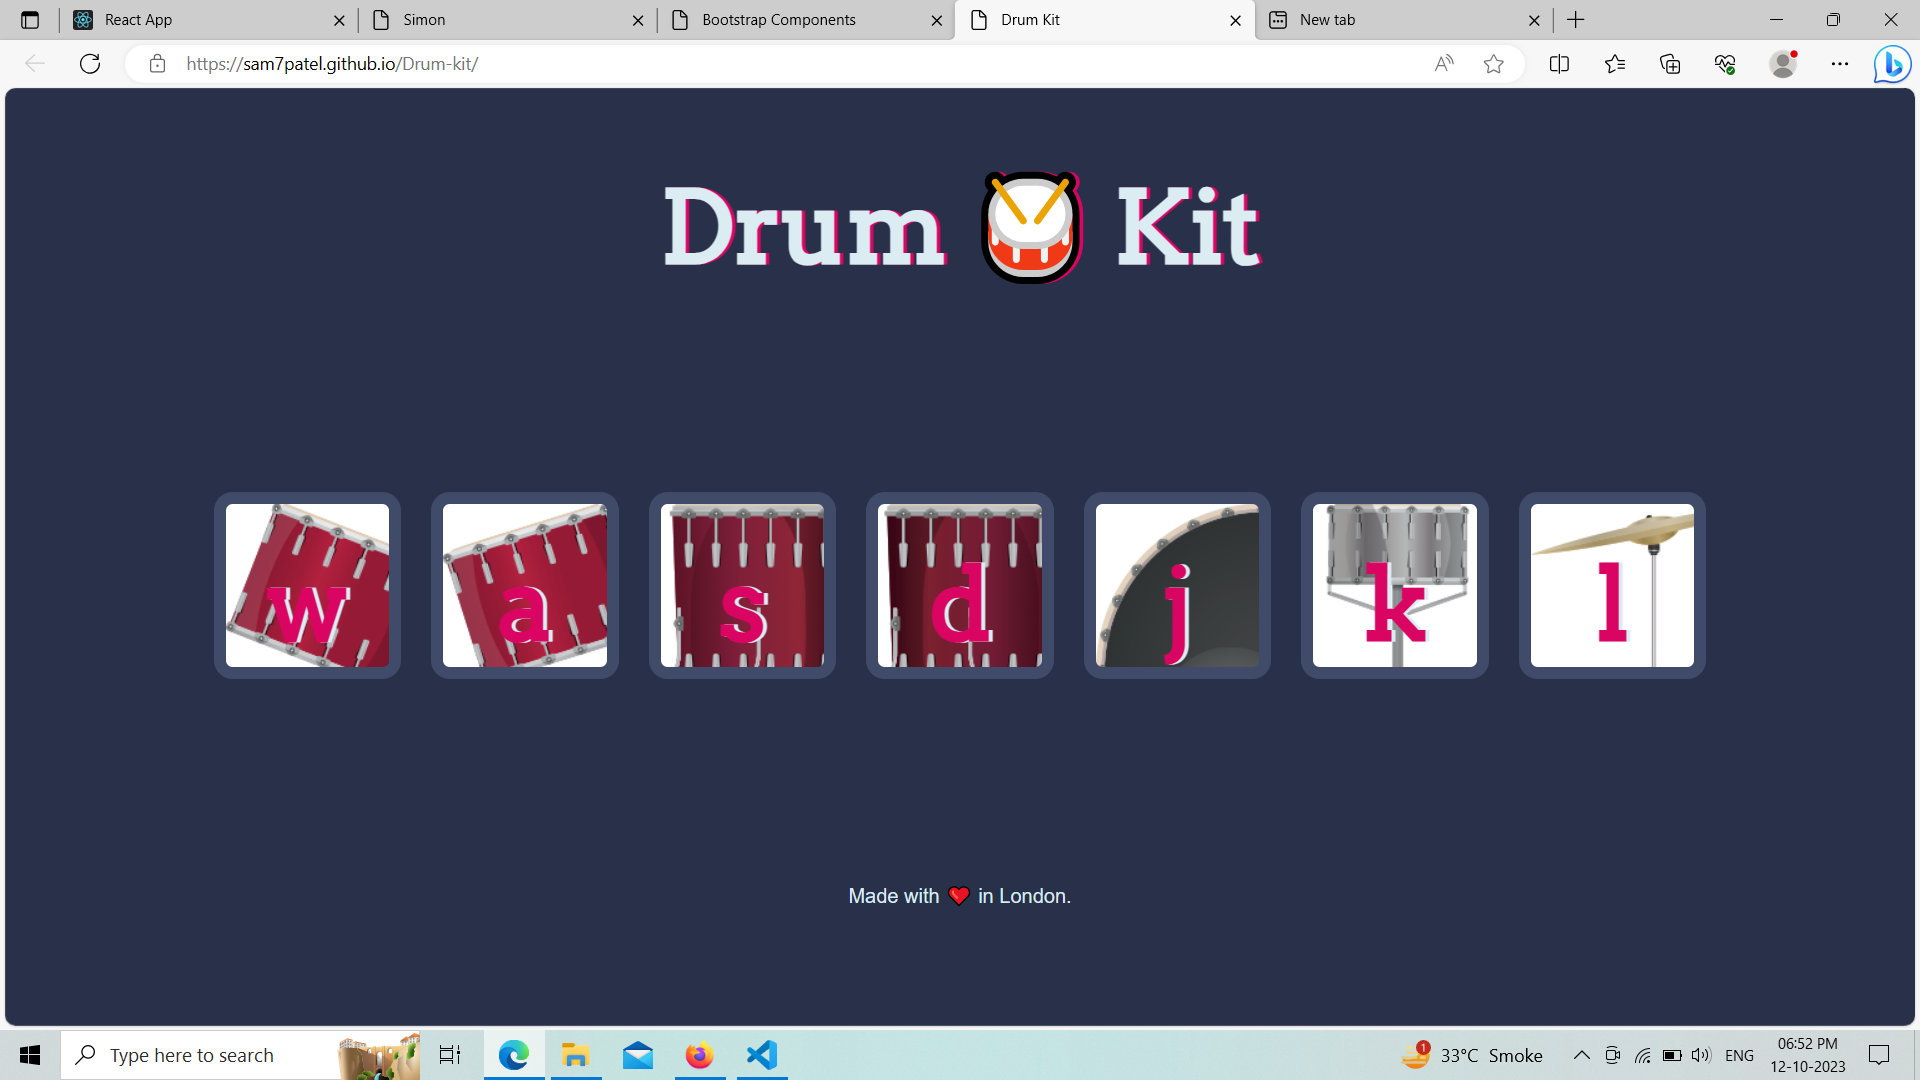 React App
Simon
Bootstrap Components
Drum Kit
New tab
https://sam7patel.github.io/Drum-kit/
Drum 🥁 Kit
w
a
s
d
j
k
l
Made with ❤️ in London.
Type here to search
1
33°C Smoke
ENG
06:52 PM
12-10-2023